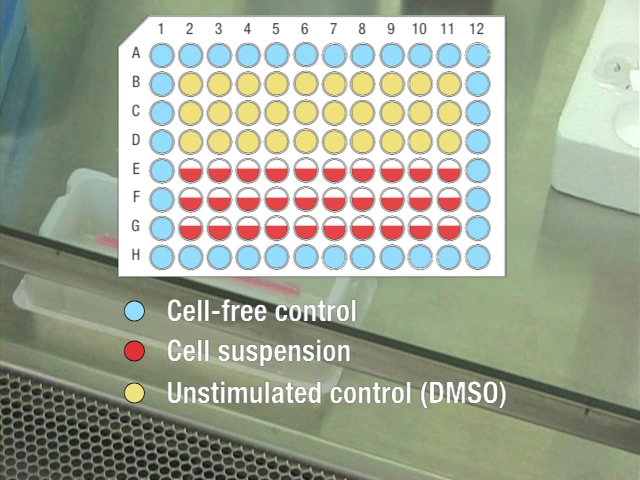 1 2 3 4 5 6 7 8 9 10 11 12
A
B
C
D
E
F
G
H
Cell-free control
Cell suspension
Unstimulated control (DMSO)